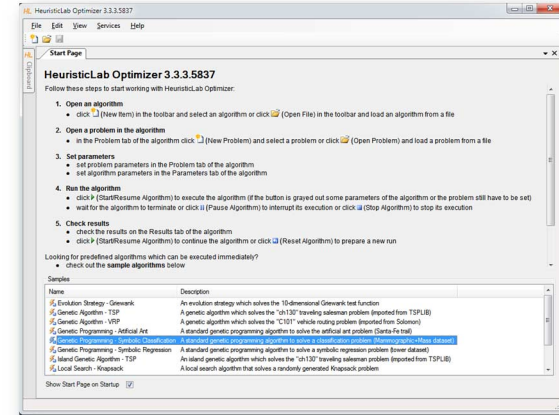 HeuristicLab Optimizer 3.3.3.5837
File Edit View Services Help
Start Page
Clipboard
HeuristicLab Optimizer 3.3.3.5837
Follow these steps to start working with HeuristicLab Optimizer:
1. Open an algorithm
click (New Item) in the toolbar and select an algorithm or click (Open File) in the toolbar and load an algorithm from a file
2. Open a problem in the algorithm
in the Problem tab of the algorithm click (New Problem) and select a problem or click (Open Problem) and load a problem from a file
3. Set parameters
set problem parameters in the Problem tab of the algorithm
set algorithm parameters in the Parameters tab of the algorithm
4. Run the algorithm
click (Start/Resume Algorithm) to execute the algorithm (if the button is grayed out some parameters of the algorithm or the problem still have to be set)
wait for the algorithm to terminate or click (Pause Algorithm) to interrupt its execution or click (Stop Algorithm) to stop its execution
5. Check results
check the results on the Results tab of the algorithm
click (Start/Resume Algorithm) to continue the algorithm or click (Reset Algorithm) to prepare a new run
Looking for predefined algorithms which can be executed immediately?
check out the sample algorithms below
Samples
Name Description
Evolution Strategy - Griewank An evolution strategy which solves the 10-dimensional Griewank test function
Genetic Algorithm - TSP A genetic algorithm which solves the "ch130" traveling salesman problem (imported from TSPLIB)
Genetic Algorithm - VRP A genetic algorithm which solves the "C101" vehicle routing problem (imported from Solomon)
Genetic Programming - Artificial Ant A standard genetic programming algorithm to solve the artificial ant problem (Santa-Fe trail)
Genetic Programming - Symbolic Classification A standard genetic programming algorithm to solve a classification problem (Mammographic+Mass dataset)
Genetic Programming - Symbolic Regression A standard genetic programming algorithm to solve a symbolic regression problem (tower dataset)
Island Genetic Algorithm - TSP An island genetic algorithm which solves the "ch130" traveling salesman problem (imported from TSPLIB)
Local Search - Knapsack A local search algorithm that solves a randomly generated Knapsack problem
Show Start Page on Startup